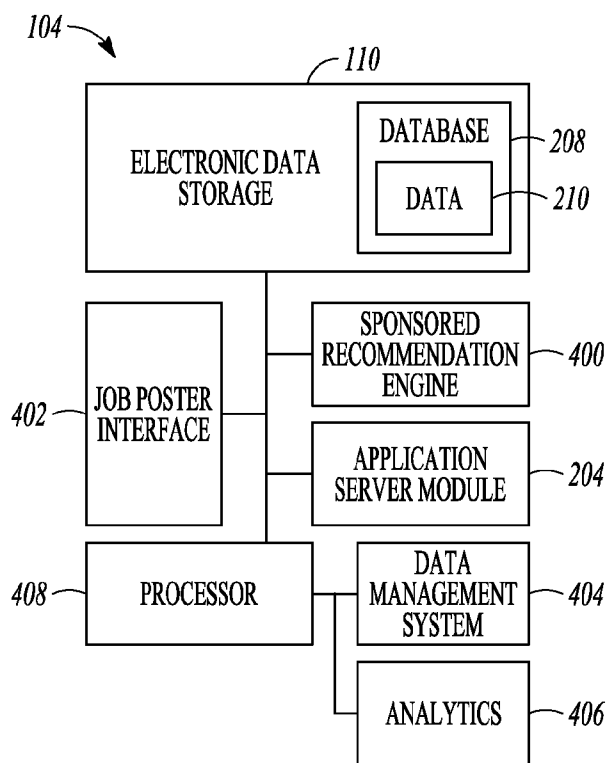 104
110
ELECTRONIC DATA
STORAGE
DATABASE
208
DATA
210
SPONSORED
RECOMMENDATION
ENGINE
400
402
JOB POSTER
INTERFACE
APPLICATION
SERVER MODULE
204
408
PROCESSOR
DATA
MANAGEMENT
SYSTEM
404
ANALYTICS
406